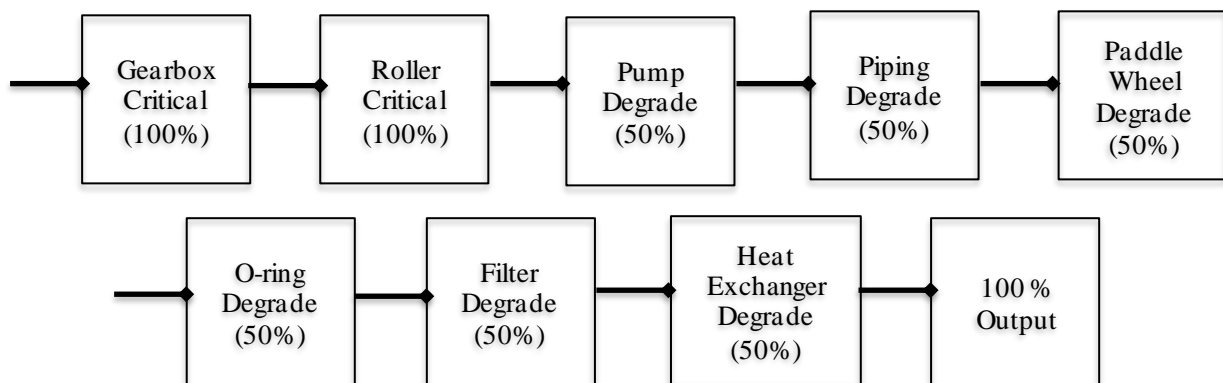 Gearbox
Critical
(100%)
Roller
Critical
(100%)
Pump
Degrade
(50%)
Piping
Degrade
(50%)
Paddle
Wheel
Degrade
(50%)
O-ring
Degrade
(50%)
Filter
Degrade
(50%)
Heat
Exchanger
Degrade
(50%)
100%
Output